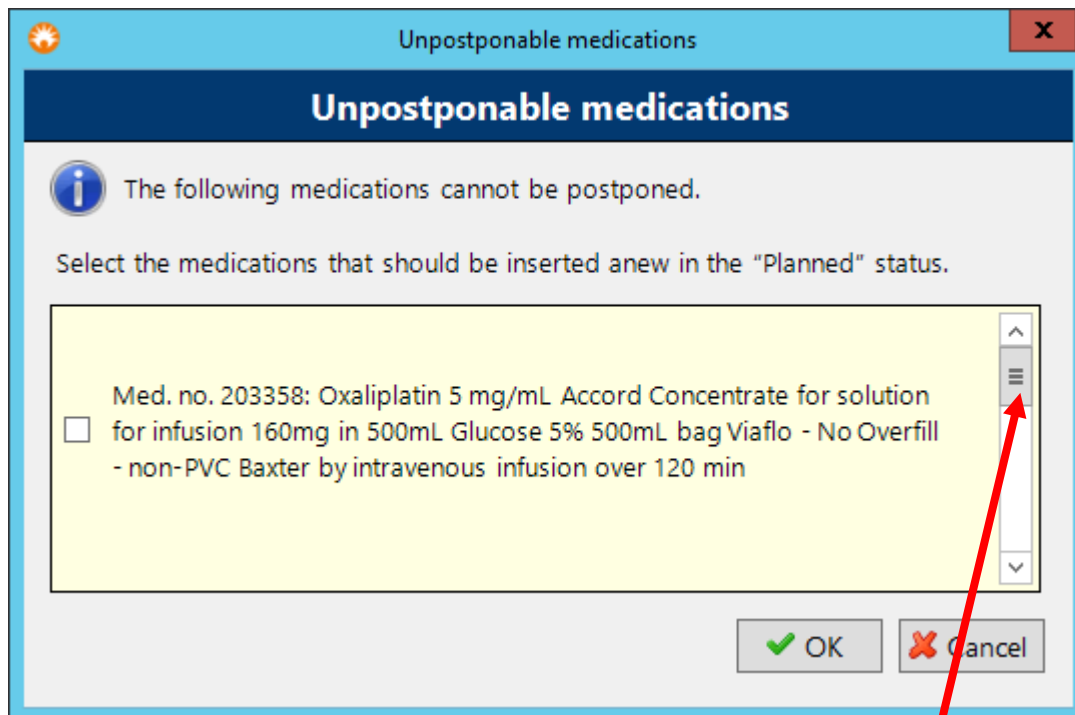 Unpostponable medications
x
Unpostponable medications
The following medications cannot be postponed.
Select the medications that should be inserted anew in the “Planned” status.
Med. no. 203358: Oxaliplatin 5 mg/mL Accord Concentrate for solution
for infusion 160mg in 500mL Glucose 5% 500mL bag Viaflo - No Overfill
- non-PVC Baxter by intravenous infusion over 120 min
OK Cancel